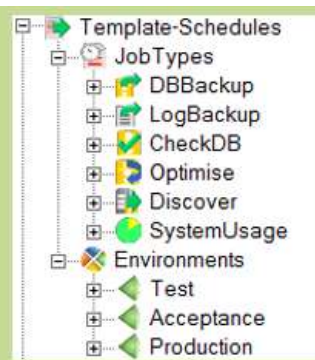 Template-Schedules
JobTypes
DBBackup
LogBackup
CheckDB
Optimise
Discover
SystemUsage
Environments
Test
Acceptance
Production